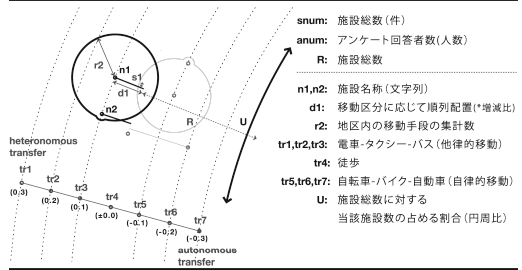 r2
n1
s1
d1
n2
R
U
heteronomous
transfer
tr1
(0,3)
tr2
(0,2)
tr3
(0,1)
tr4
(±0.0)
tr5
(-0.1)
tr6
(-0,2)
tr7
(-0,3)
autonomous
transfer
snum: 施設総数（件）
anum: アンケート回答者数(人数)
R: 施設総数
n1,n2: 施設名称（文字列）
d1: 移動区分に応じて順列配置(*増減比)
r2: 地区内の移動手段の集計数
tr1,tr2,tr3: 電車-タクシー-バス（他律的移動）
tr4: 徒歩
tr5,tr6,tr7: 自転車-バイク-自動車（自律的移動）
U: 施設総数に対する
当該施設数の占める割合（円周比）